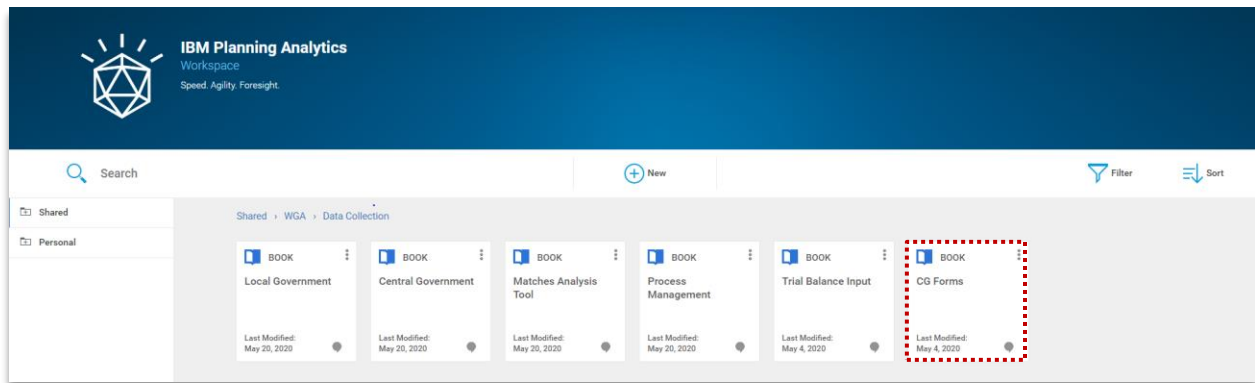 IBM Planning Analytics
Workspace
Speed. Agility. Foresight.
Search
New
Filter
Sort
Shared
Personal
Shared › WGA › Data Collection
BOOK
Local Government
Last Modified:
May 20, 2020
BOOK
Central Government
Last Modified:
May 20, 2020
BOOK
Matches Analysis
Tool
Last Modified:
May 20, 2020
BOOK
Process
Management
Last Modified:
May 20, 2020
BOOK
Trial Balance Input
Last Modified:
May 4, 2020
BOOK
CG Forms
Last Modified:
May 4, 2020